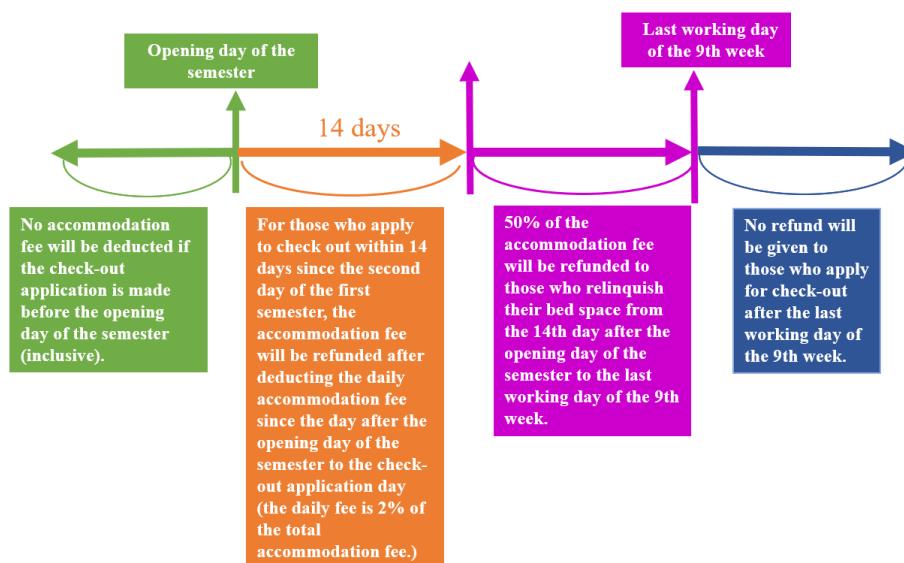 Opening day of the
semester
Last working day
of the 9th week
14 days
No accommodation
fee will be deducted if
the check-out
application is made
before the opening
day of the semester
(inclusive).
For those who apply
to check out within 14
days since the second
day of the first
semester, the
accommodation fee
will be refunded after
deducting the daily
accommodation fee
since the day after the
opening day of the
semester to the check-
out application day
(the daily fee is 2% of
the total
accommodation fee.)
50% of the
accommodation fee
will be refunded to
those who relinquish
their bed space from
the 14th day after the
opening day of the
semester to the last
working day of the 9th
week.
No refund will
be given to
those who apply
for check-out
after the last
working day of
the 9th week.